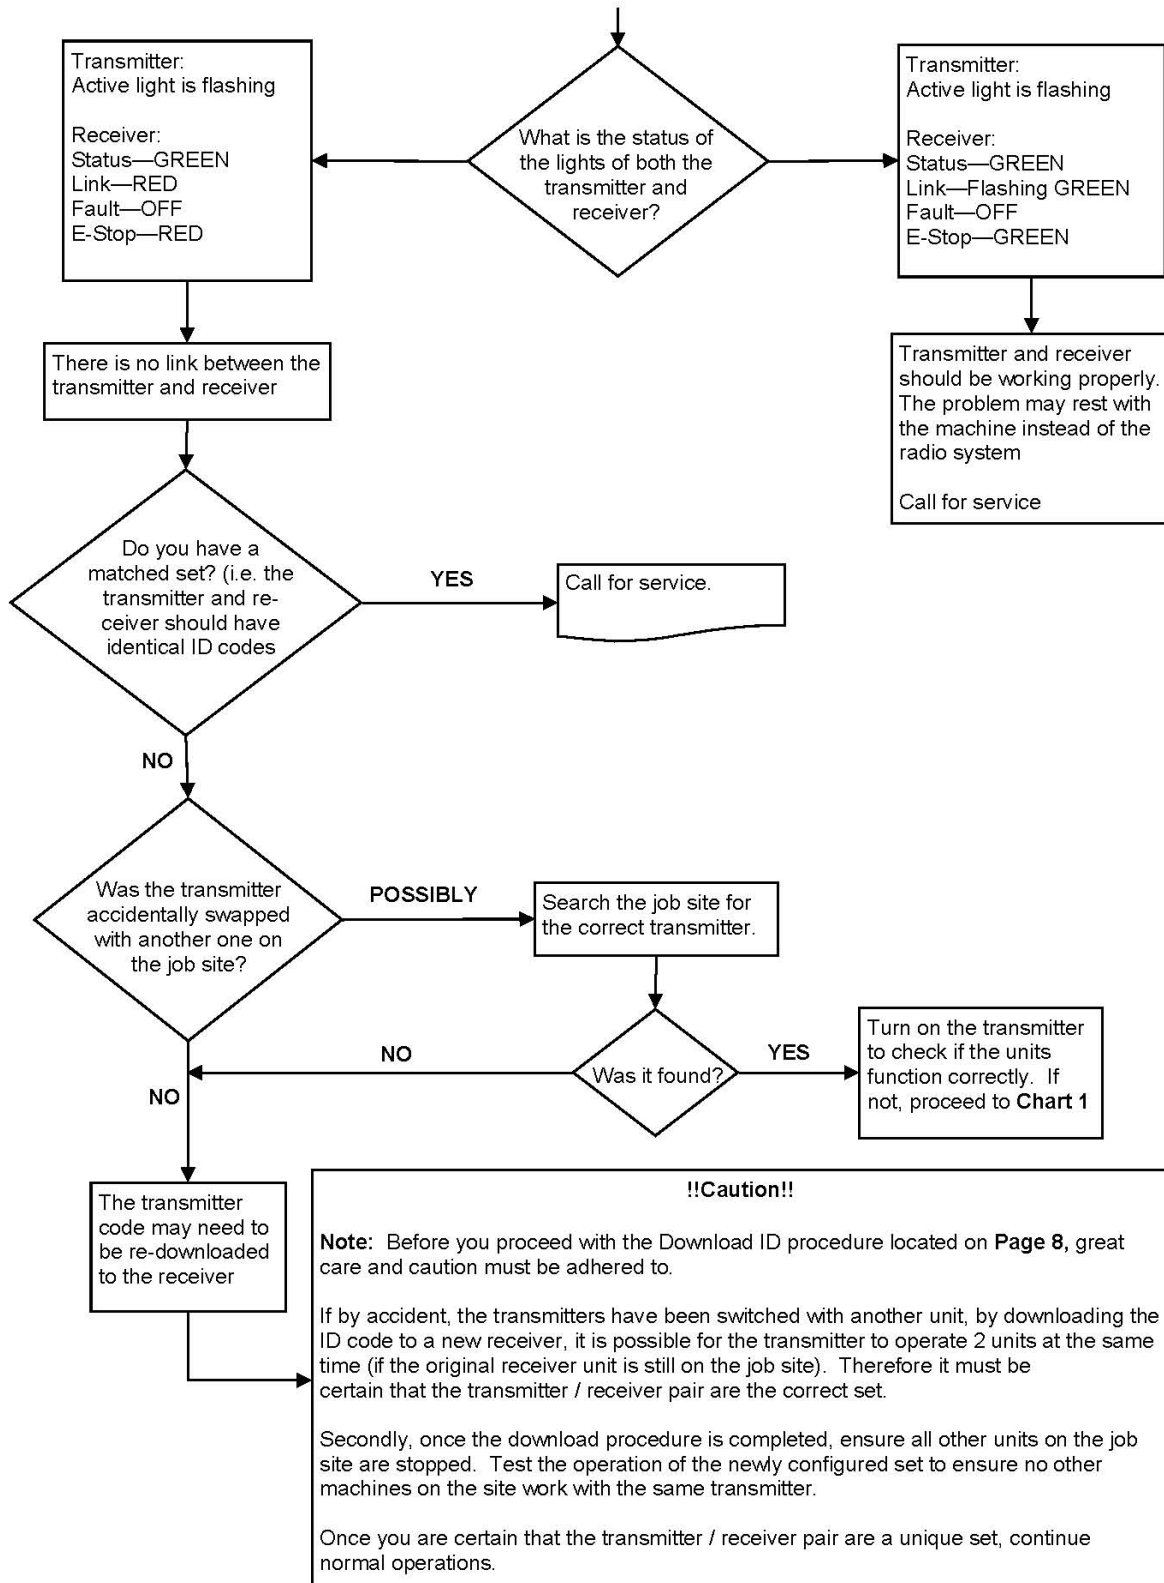 Transmitter:
Active light is flashing
Receiver:
Status—GREEN
Link—RED
Fault—OFF
E-Stop—RED
What is the status of
the lights of both the
transmitter and
receiver?
Transmitter:
Active light is flashing
Receiver:
Status—GREEN
Link—Flashing GREEN
Fault—OFF
E-Stop—GREEN
There is no link between the
transmitter and receiver
Transmitter and receiver
should be working properly.
The problem may rest with
the machine instead of the
radio system
Call for service
Do you have a
matched set? (i.e. the
transmitter and re-
ceiver should have
identical ID codes
YES
Call for service.
NO
Was the transmitter
accidentally swapped
with another one on
the job site?
POSSIBLY
Search the job site for
the correct transmitter.
Was it found?
NO
YES
Turn on the transmitter
to check if the units
function correctly.  If
not, proceed to Chart 1
NO
The transmitter
code may need to
be re-downloaded
to the receiver
!!Caution!!
Note:  Before you proceed with the Download ID procedure located on Page 8, great
care and caution must be adhered to.
If by accident, the transmitters have been switched with another unit, by downloading the
ID code to a new receiver, it is possible for the transmitter to operate 2 units at the same
time (if the original receiver unit is still on the job site).  Therefore it must be
certain that the transmitter / receiver pair are the correct set.
Secondly, once the download procedure is completed, ensure all other units on the job
site are stopped.  Test the operation of the newly configured set to ensure no other
machines on the site work with the same transmitter.
Once you are certain that the transmitter / receiver pair are a unique set, continue
normal operations.